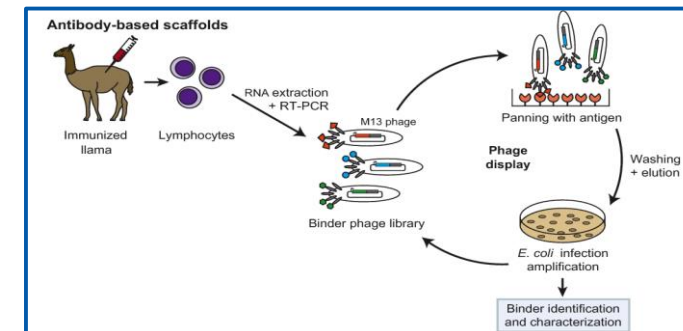 Antibody-based scaffolds
Immunized
llama
Lymphocytes
RNA extraction
+ RT-PCR
M13 phage
Binder phage library
Phage
display
Panning with antigen
Washing
+ elution
E. coli infection
amplification
Binder identification
and characterization